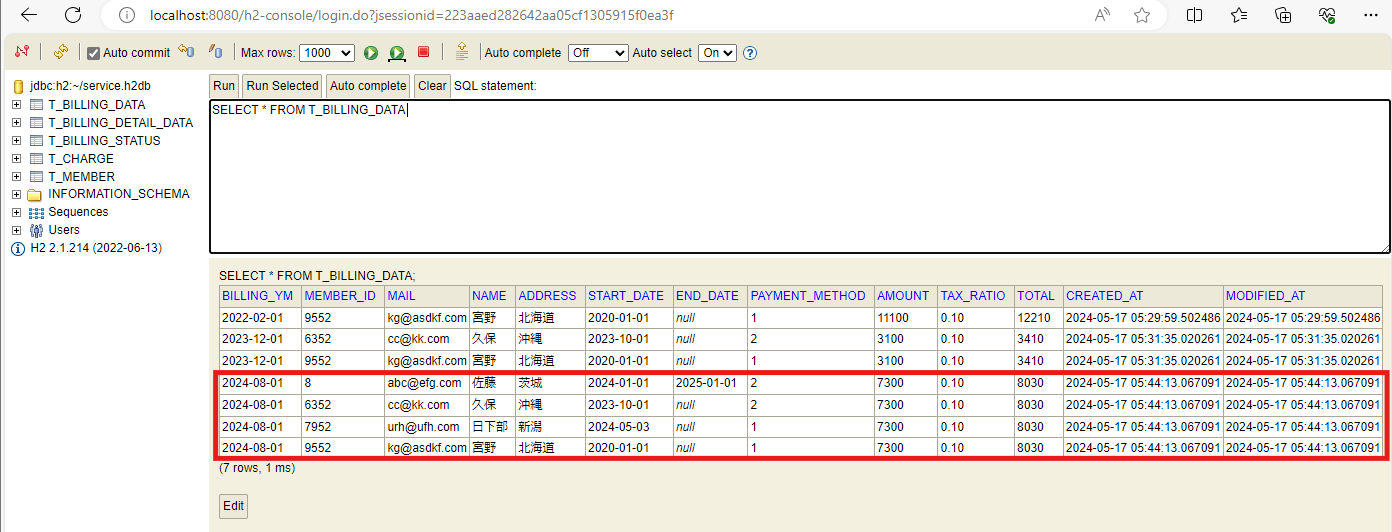 localhost:8080/h2-console/login.do?jsessionid=223aaed282642aa05cf1305915f0ea3f
Auto commit Max rows: 1000 Auto complete Off Auto select On
jdbc:h2:~/service.h2db
T_BILLING_DATA
T_BILLING_DETAIL_DATA
T_BILLING_STATUS
T_CHARGE
T_MEMBER
INFORMATION_SCHEMA
Sequences
Users
H2 2.1.214 (2022-06-13)
Run Run Selected Auto complete Clear SQL statement:
SELECT * FROM T_BILLING_DATA
SELECT * FROM T_BILLING_DATA;
BILLING_YM MEMBER_ID MAIL NAME ADDRESS START_DATE END_DATE PAYMENT_METHOD AMOUNT TAX_RATIO TOTAL CREATED_AT MODIFIED_AT
2022-02-01 9552 kg@asdkf.com 宮野 北海道 2020-01-01 null 1 11100 0.10 12210 2024-05-17 05:29:59.502486 2024-05-17 05:29:59.502486
2023-12-01 6352 cc@kk.com 久保 沖縄 2023-10-01 null 2 3100 0.10 3410 2024-05-17 05:31:35.020261 2024-05-17 05:31:35.020261
2023-12-01 9552 kg@asdkf.com 宮野 北海道 2020-01-01 null 1 3100 0.10 3410 2024-05-17 05:31:35.020261 2024-05-17 05:31:35.020261
2024-08-01 8 abc@efg.com 佐藤 茨城 2024-01-01 2025-01-01 2 7300 0.10 8030 2024-05-17 05:44:13.067091 2024-05-17 05:44:13.067091
2024-08-01 6352 cc@kk.com 久保 沖縄 2023-10-01 null 2 7300 0.10 8030 2024-05-17 05:44:13.067091 2024-05-17 05:44:13.067091
2024-08-01 7952 urh@ufh.com 日下部 新潟 2024-05-03 null 1 7300 0.10 8030 2024-05-17 05:44:13.067091 2024-05-17 05:44:13.067091
2024-08-01 9552 kg@asdkf.com 宮野 北海道 2020-01-01 null 1 7300 0.10 8030 2024-05-17 05:44:13.067091 2024-05-17 05:44:13.067091
(7 rows, 1 ms)
Edit